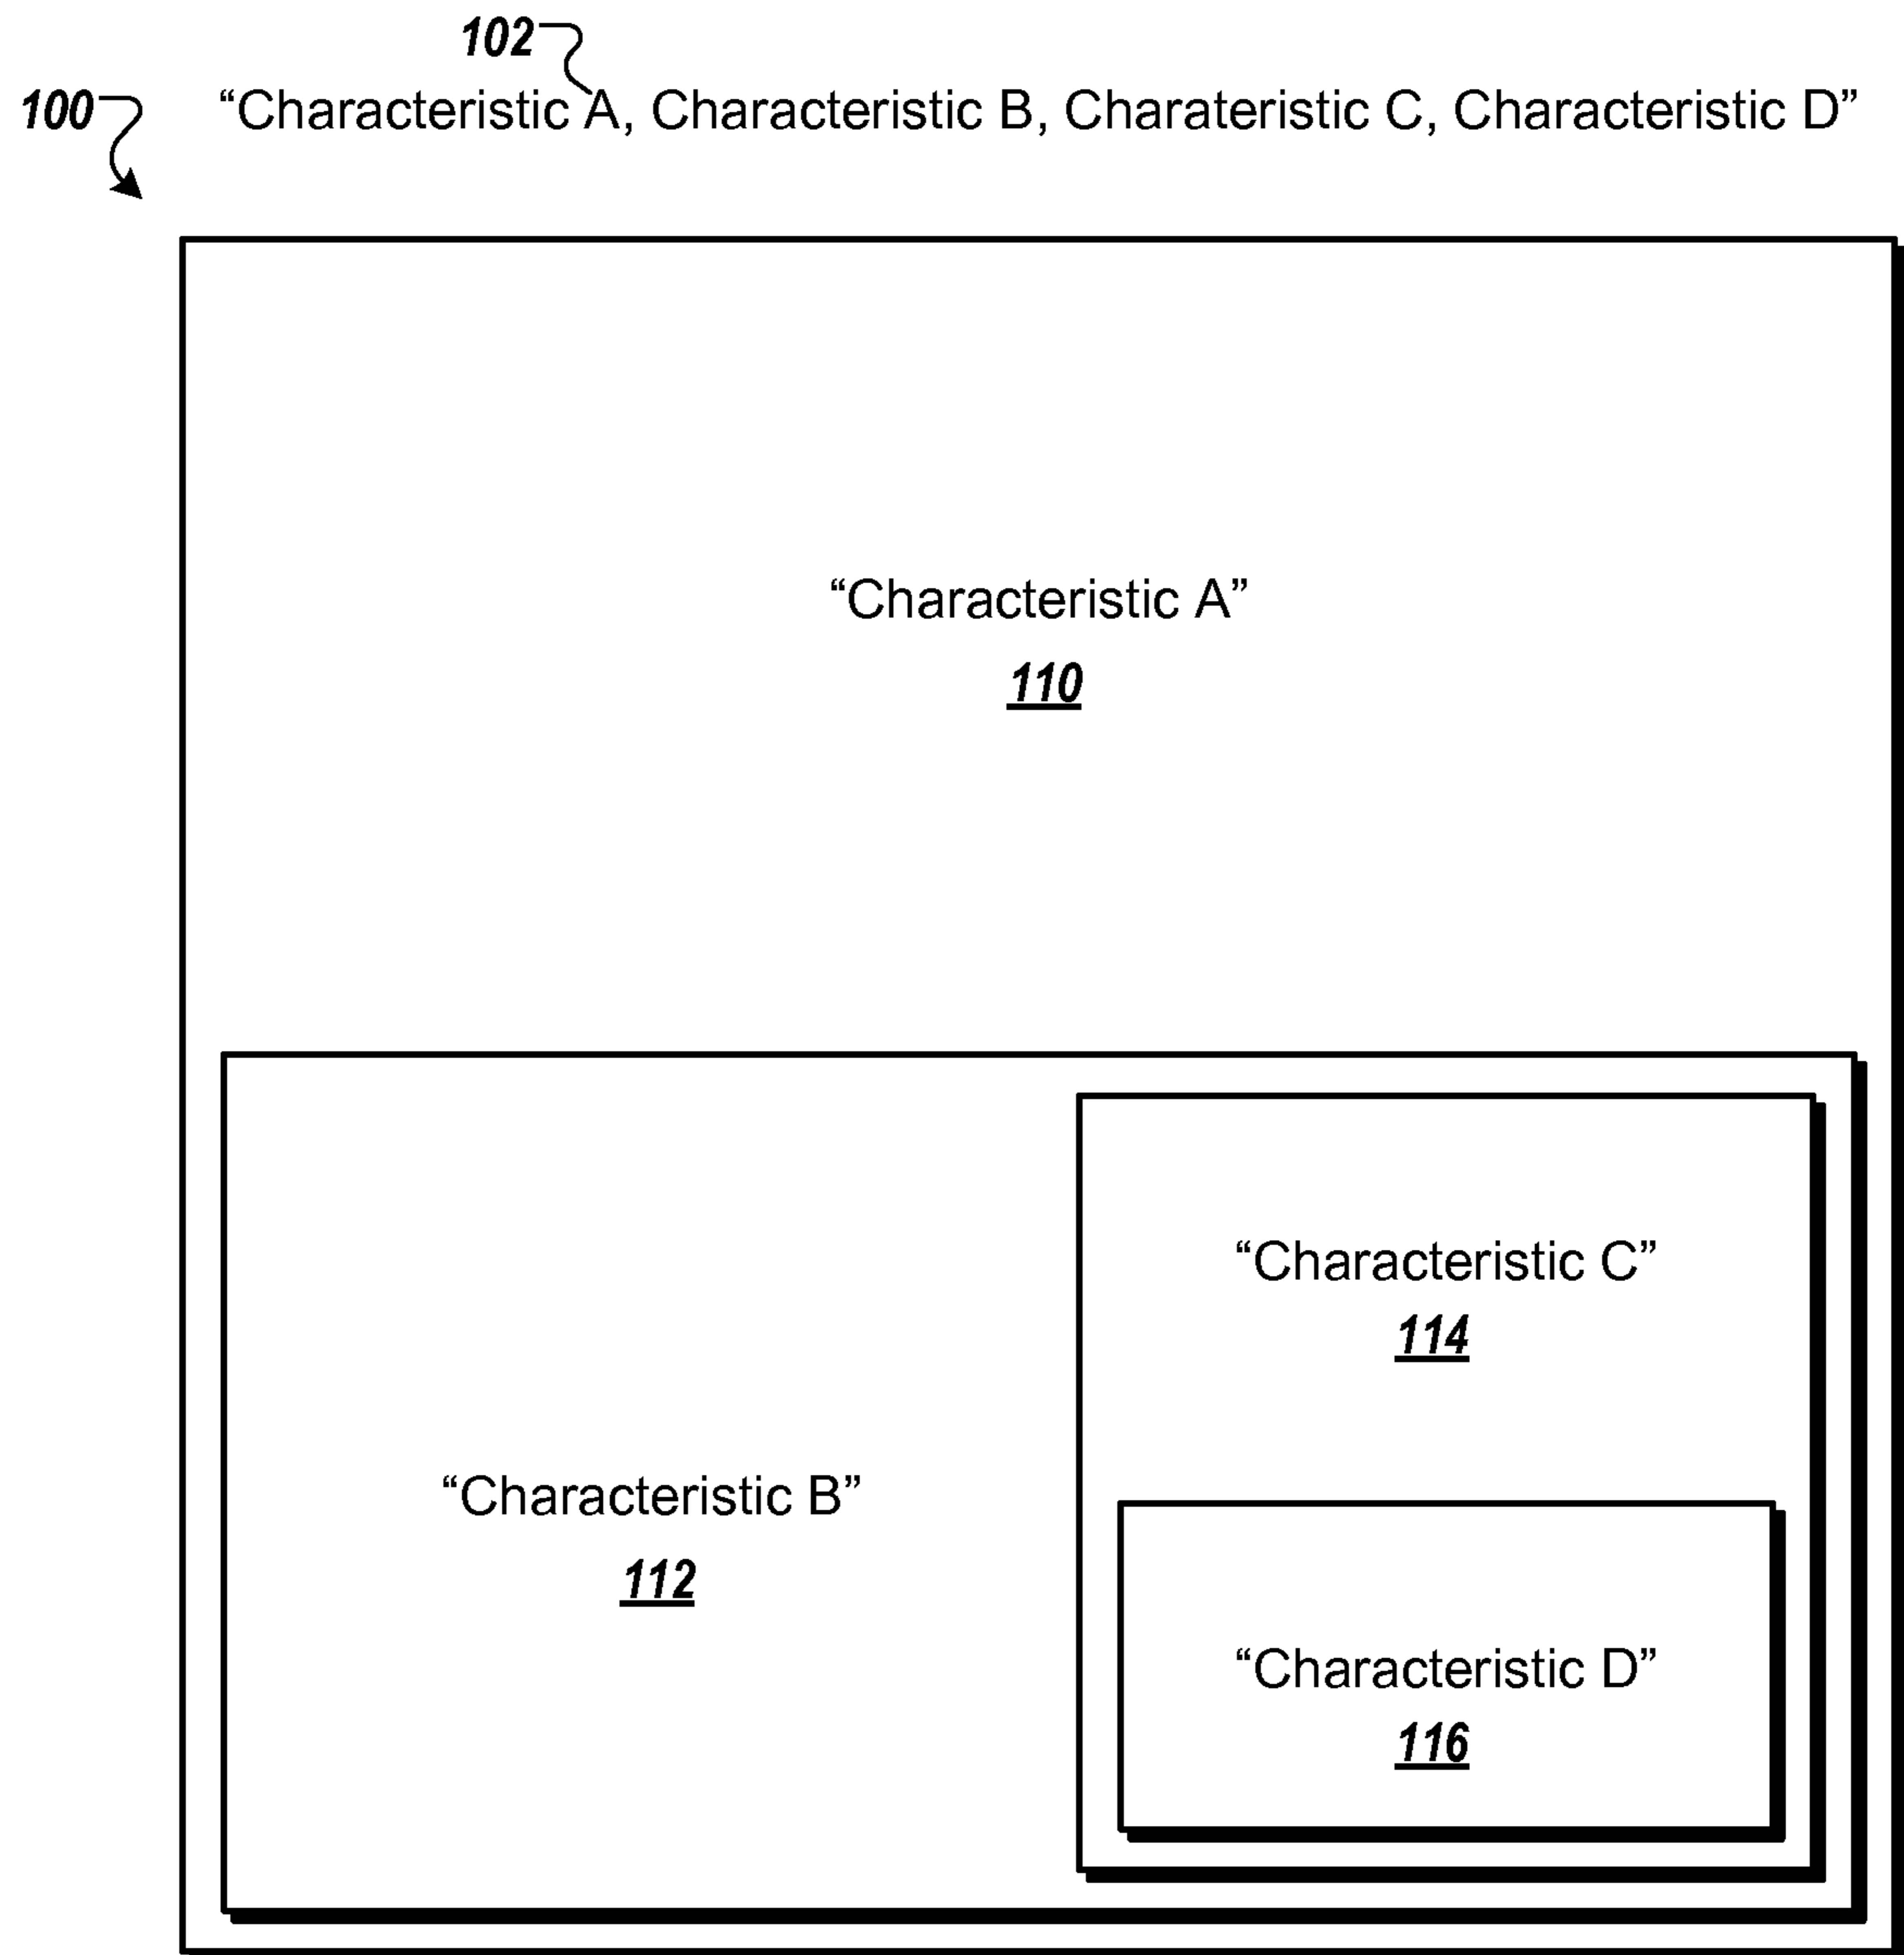 102
100 “Characteristic A, Characteristic B, Charateristic C, Characteristic D”
“Characteristic A”
110
“Characteristic C”
114
“Characteristic B”
112
“Characteristic D”
116